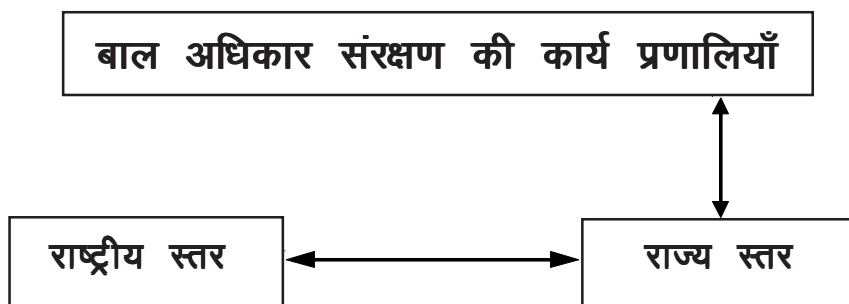 बाल अधिकार संरक्षण की कार्य प्रणालियाँ
राष्ट्रीय स्तर
राज्य स्तर